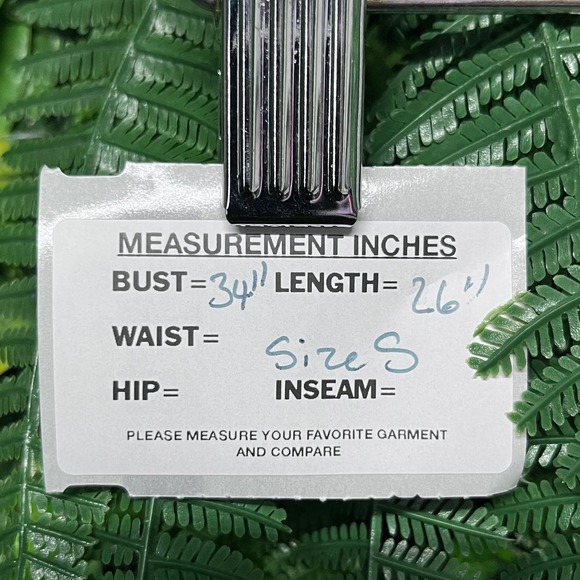 MEASUREMENT INCHES
BUST=34" LENGTH=26"
WAIST=
Size S
HIP= INSEAM=
PLEASE MEASURE YOUR FAVORITE GARMENT
AND COMPARE